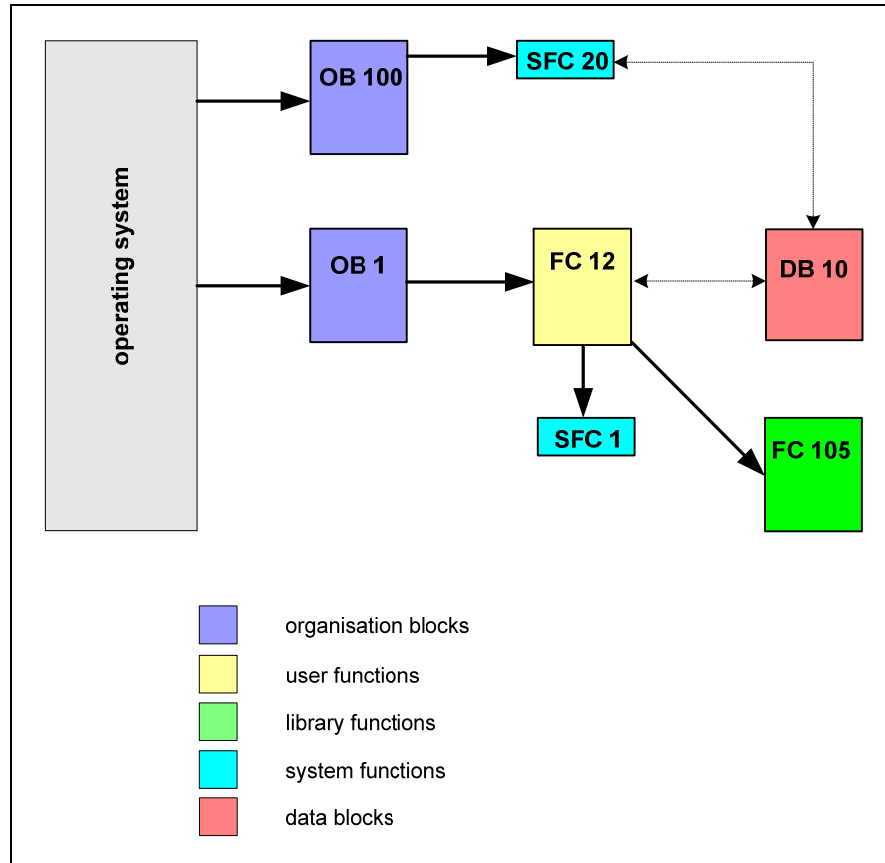 operating system
OB 100
SFC 20
OB 1
FC 12
DB 10
SFC 1
FC 105
organisation blocks
user functions
library functions
system functions
data blocks